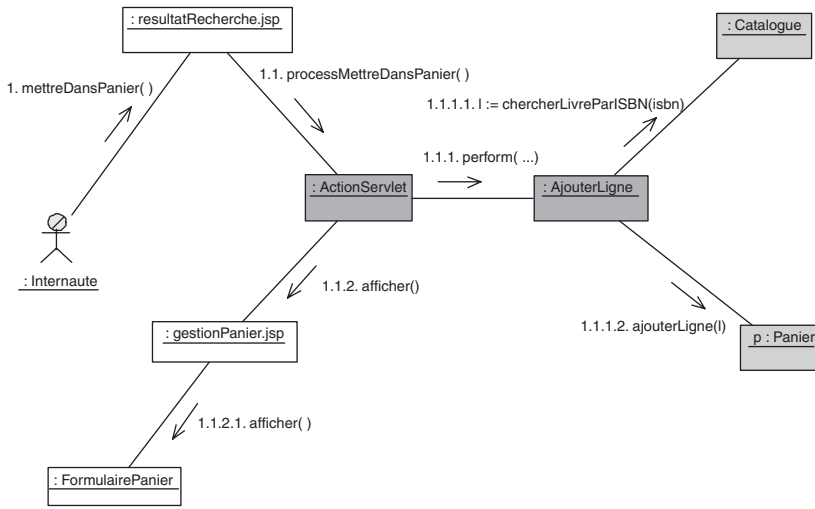 : resultatRecherche.jsp
: Catalogue
1. mettreDansPanier( )
1.1. processMettreDansPanier( )
1.1.1.1. l := chercherLivreParISBN(isbn)
1.1.1. perform( ...)
: ActionServlet
: AjouterLigne
: Internaute
1.1.2. afficher()
: gestionPanier.jsp
1.1.1.2. ajouterLigne(l)
p : Panier
1.1.2.1. afficher( )
: FormulairePanier